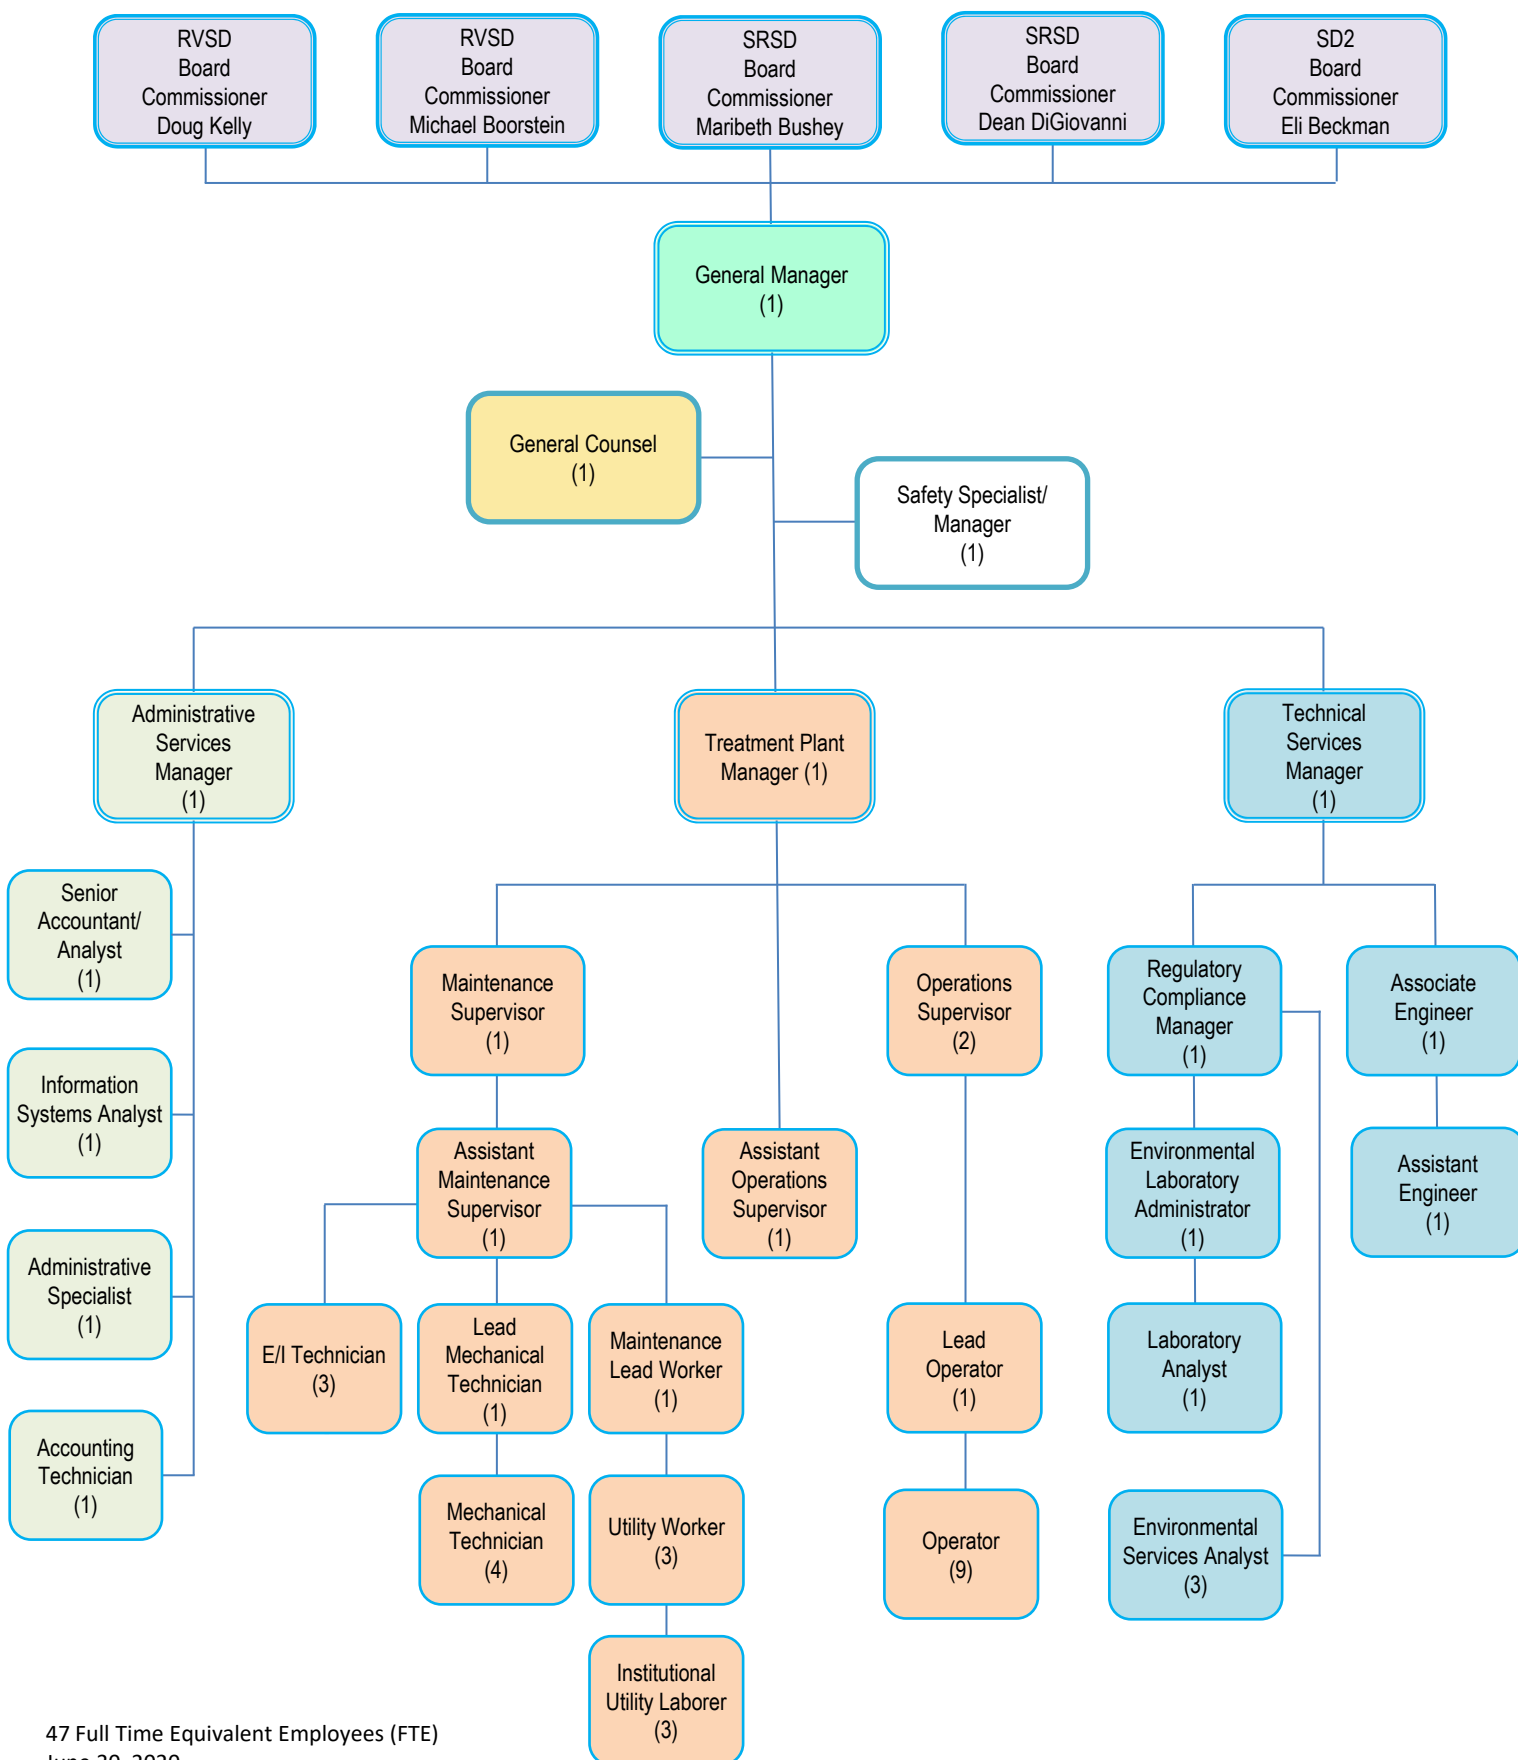 RVSD
Board
Commissioner
Doug Kelly
RVSD
Board
Commissioner
Michael Boorstein
SRSD
Board
Commissioner
Maribeth Bushey
SRSD
Board
Commissioner
Dean DiGiovanni
SD2
Board
Commissioner
Eli Beckman
General Manager
(1)
General Counsel
(1)
Safety Specialist/
Manager
(1)
Administrative
Services
Manager
(1)
Treatment Plant
Manager (1)
Technical
Services
Manager
(1)
Senior
Accountant/
Analyst
(1)
Information
Systems Analyst
(1)
Administrative
Specialist
(1)
Accounting
Technician
(1)
Maintenance
Supervisor
(1)
Assistant
Maintenance
Supervisor
(1)
E/I Technician
(3)
Lead
Mechanical
Technician
(1)
Mechanical
Technician
(4)
Maintenance
Lead Worker
(1)
Utility Worker
(3)
Institutional
Utility Laborer
(3)
Assistant
Operations
Supervisor
(1)
Operations
Supervisor
(2)
Lead
Operator
(1)
Operator
(9)
Regulatory
Compliance
Manager
(1)
Environmental
Laboratory
Administrator
(1)
Laboratory
Analyst
(1)
Environmental
Services Analyst
(3)
Associate
Engineer
(1)
Assistant
Engineer
(1)
47 Full Time Equivalent Employees (FTE)